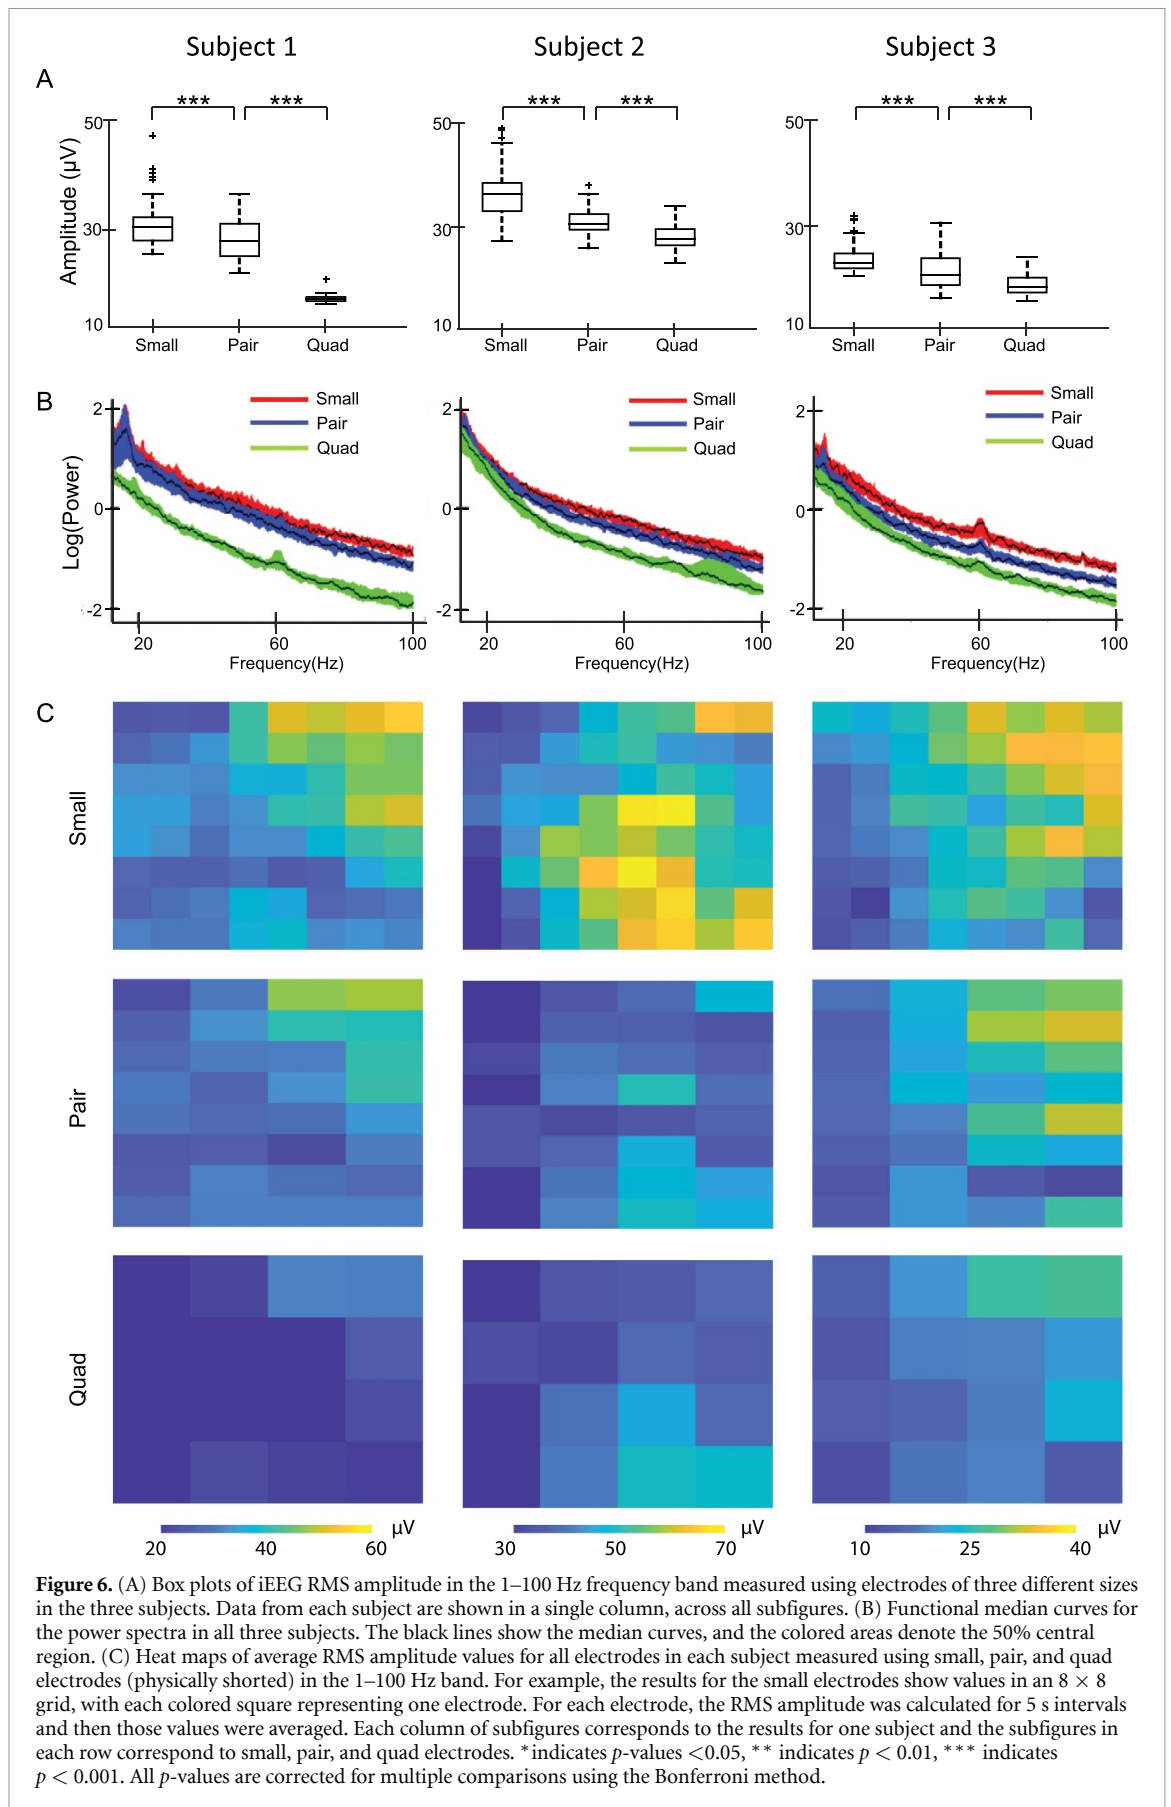 Subject 1 Subject 2 Subject 3
A
*** *** *** *** *** ***
Amplitude (µV)
50 50 50
30 30 30
10 10 10
Small Pair Quad Small Pair Quad Small Pair Quad
B
Log(Power)
Small Small Small
Pair Pair Pair
Quad Quad Quad
2 2 2
0 0 0
-2 -2 -2
20 60 100 20 60 100 20 60 100
Frequency(Hz) Frequency(Hz) Frequency(Hz)
C
Small
Pair
Quad
µV µV µV
20 40 60 30 50 70 10 25 40
Figure 6. (A) Box plots of iEEG RMS amplitude in the 1–100 Hz frequency band measured using electrodes of three different sizes
in the three subjects. Data from each subject are shown in a single column, across all subfigures. (B) Functional median curves for
the power spectra in all three subjects. The black lines show the median curves, and the colored areas denote the 50% central
region. (C) Heat maps of average RMS amplitude values for all electrodes in each subject measured using small, pair, and quad
electrodes (physically shorted) in the 1–100 Hz band. For example, the results for the small electrodes show values in an 8 × 8
grid, with each colored square representing one electrode. For each electrode, the RMS amplitude was calculated for 5 s intervals
and then those values were averaged. Each column of subfigures corresponds to the results for one subject and the subfigures in
each row correspond to small, pair, and quad electrodes. *indicates p-values <0.05, ** indicates p < 0.01, *** indicates
p < 0.001. All p-values are corrected for multiple comparisons using the Bonferroni method.